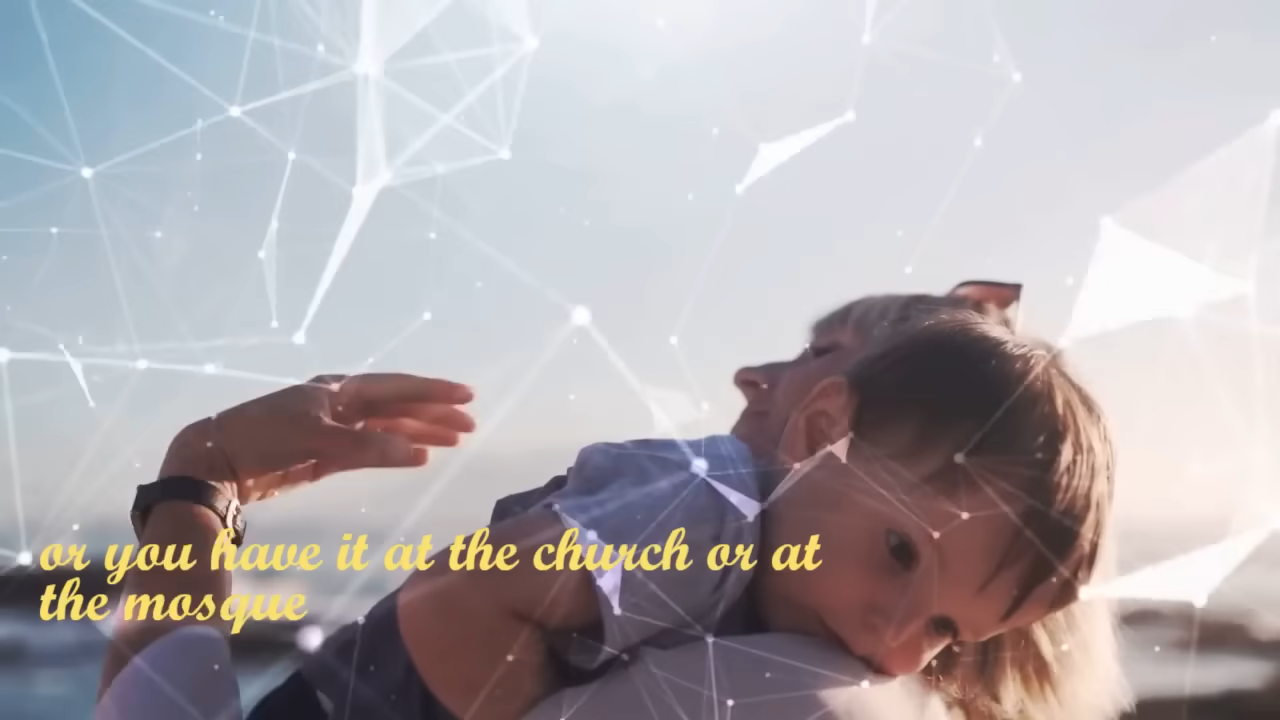 or you have it at the church or at
the mosque